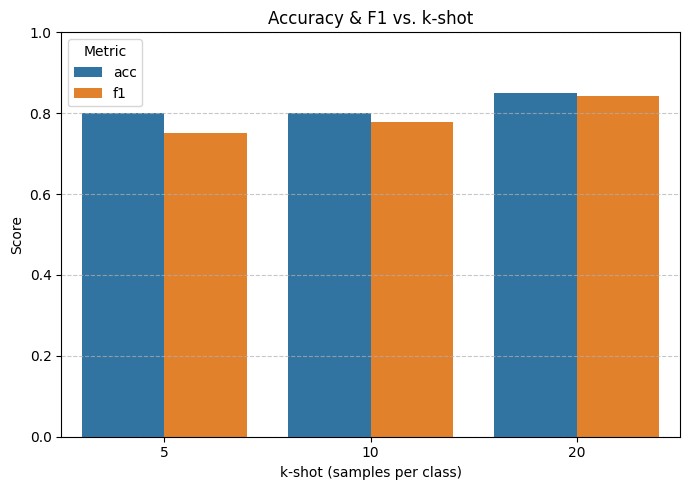 Accuracy & F1 vs. k-shot
Metric
acc
f1
1.0
0.8
0.6
0.4
0.2
0.0
Score
5 10 20
k-shot (samples per class)